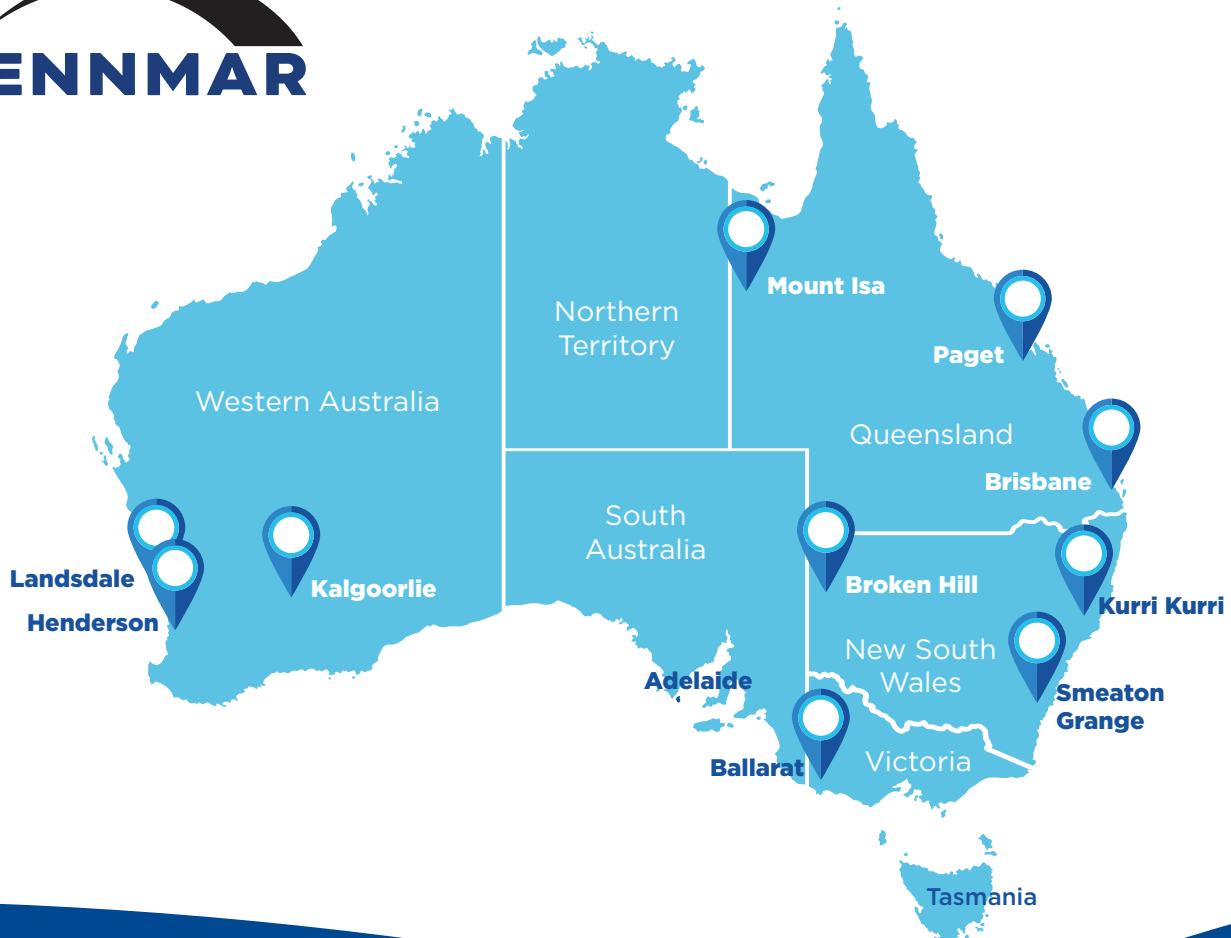 ENNMAR
Mount Isa
Northern
Territory
Paget
Western Australia
Queensland
Brisbane
South
Australia
Landsdale
Kalgoorlie
Broken Hill
Kurri Kurri
Henderson
New South
Wales
Adelaide
Smeaton
Grange
Ballarat
Victoria
Tasmania